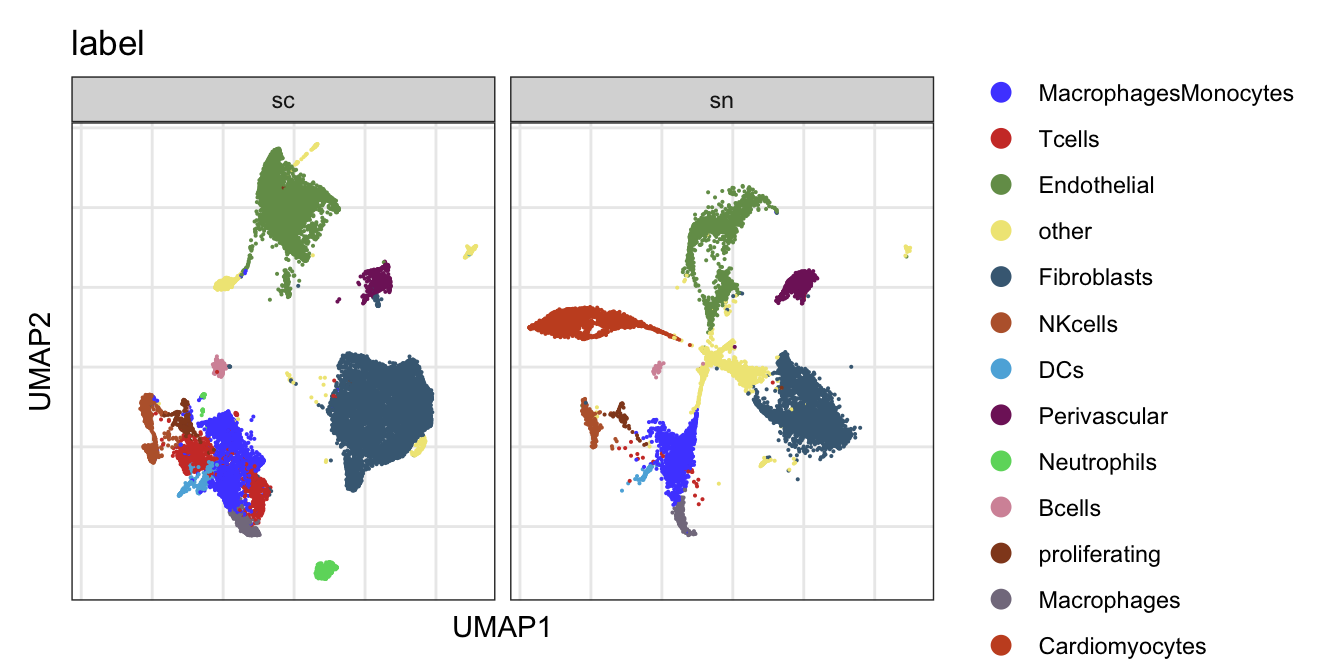 label
sc
sn
UMAP2
UMAP1
MacrophagesMonocytes
Tcells
Endothelial
other
Fibroblasts
NKcells
DCs
Perivascular
Neutrophils
Bcells
proliferating
Macrophages
Cardiomyocytes